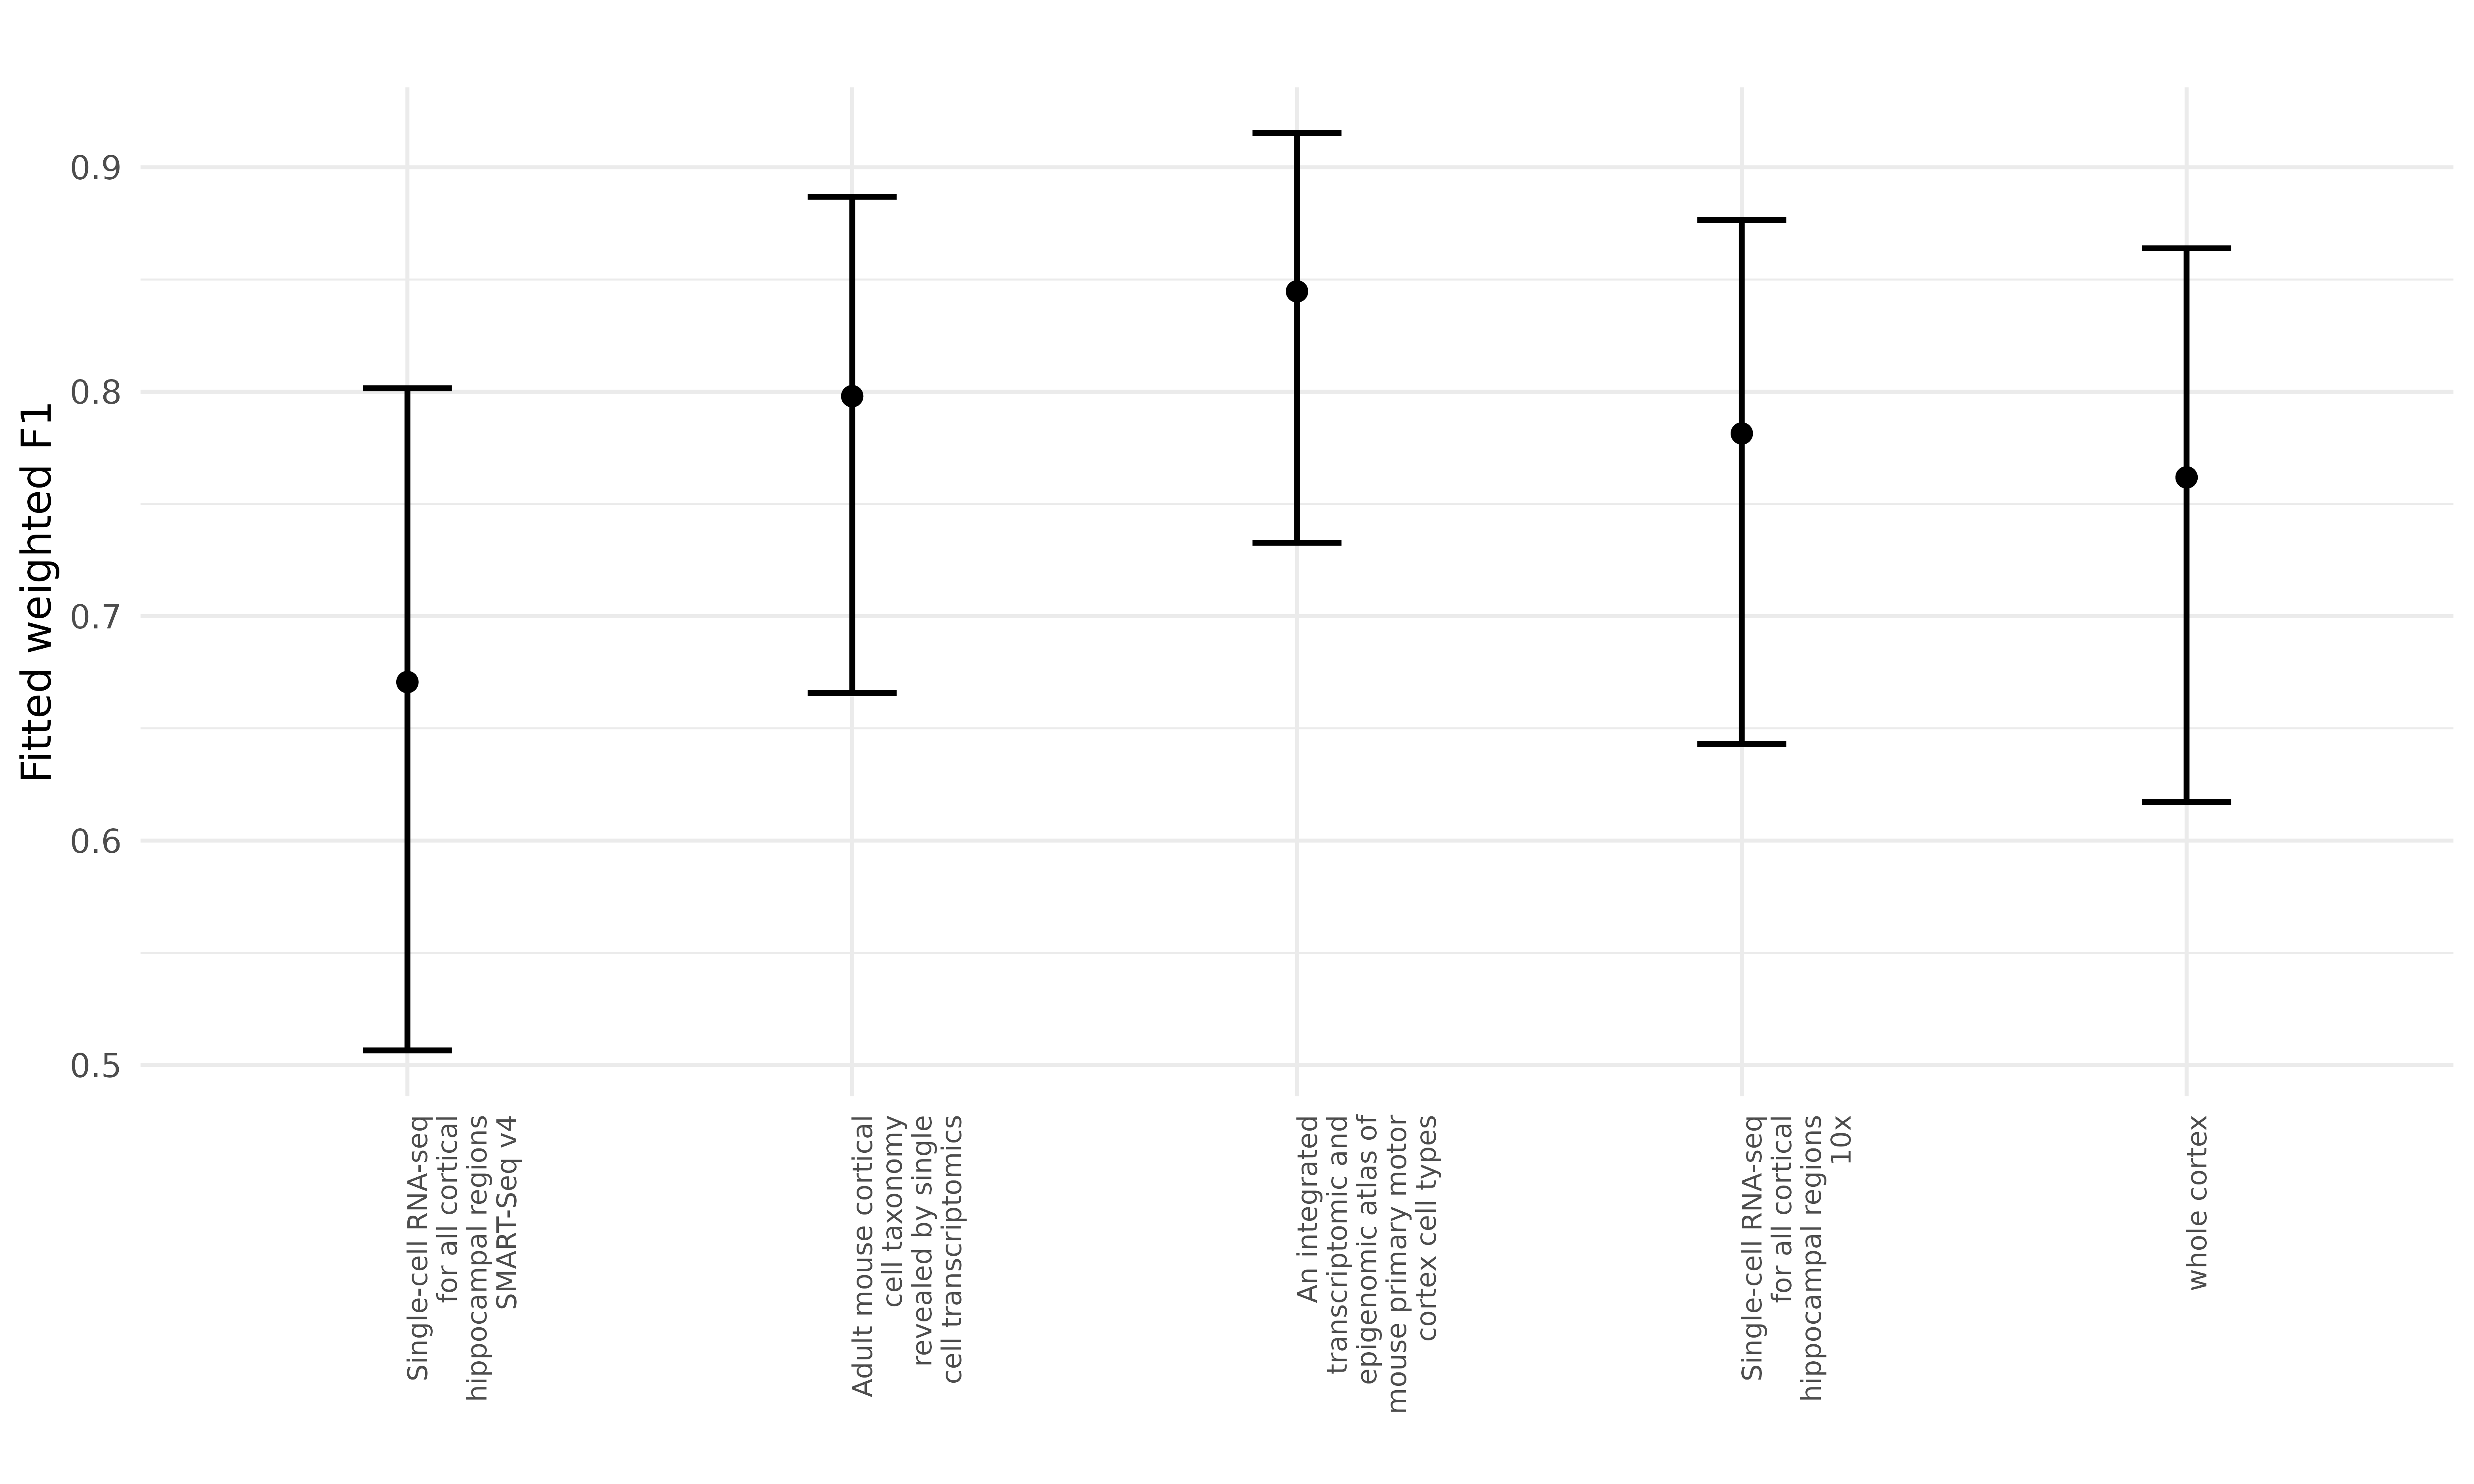 Fitted weighted F1
0.9
0.8
0.7
0.6
0.5
Single-cell RNA-seq
for all cortical
hippocampal regions
SMART-Seq v4
Adult mouse cortical
cell taxonomy
revealed by single
cell transcriptomics
An integrated
transcriptomic and
epigenomic atlas of
mouse primary motor
cortex cell types
Single-cell RNA-seq
for all cortical
hippocampal regions
10x
whole cortex